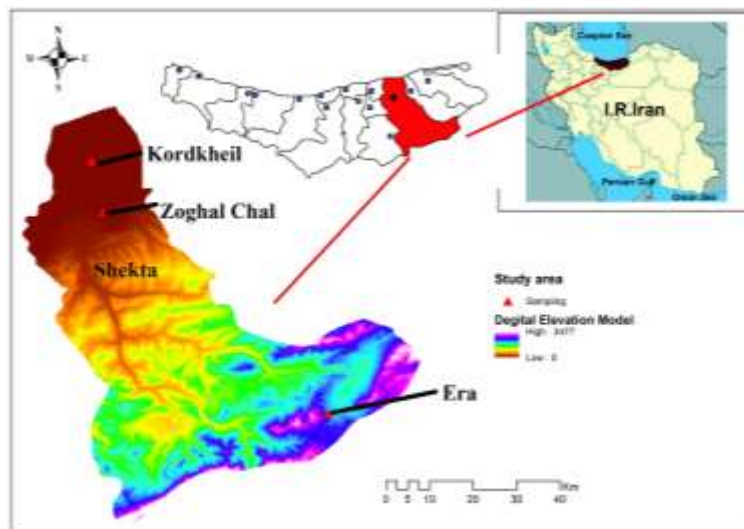 N
W
E
S
Caspian Sea
I.R.Iran
Persian Gulf
Oman Sea
Kordkheil
Zoghal Chal
Shekta
Era
Study area
Sampling
Degital Elevation Model
High : 3477
Low : 0
Km
0 5 10 20 30 40